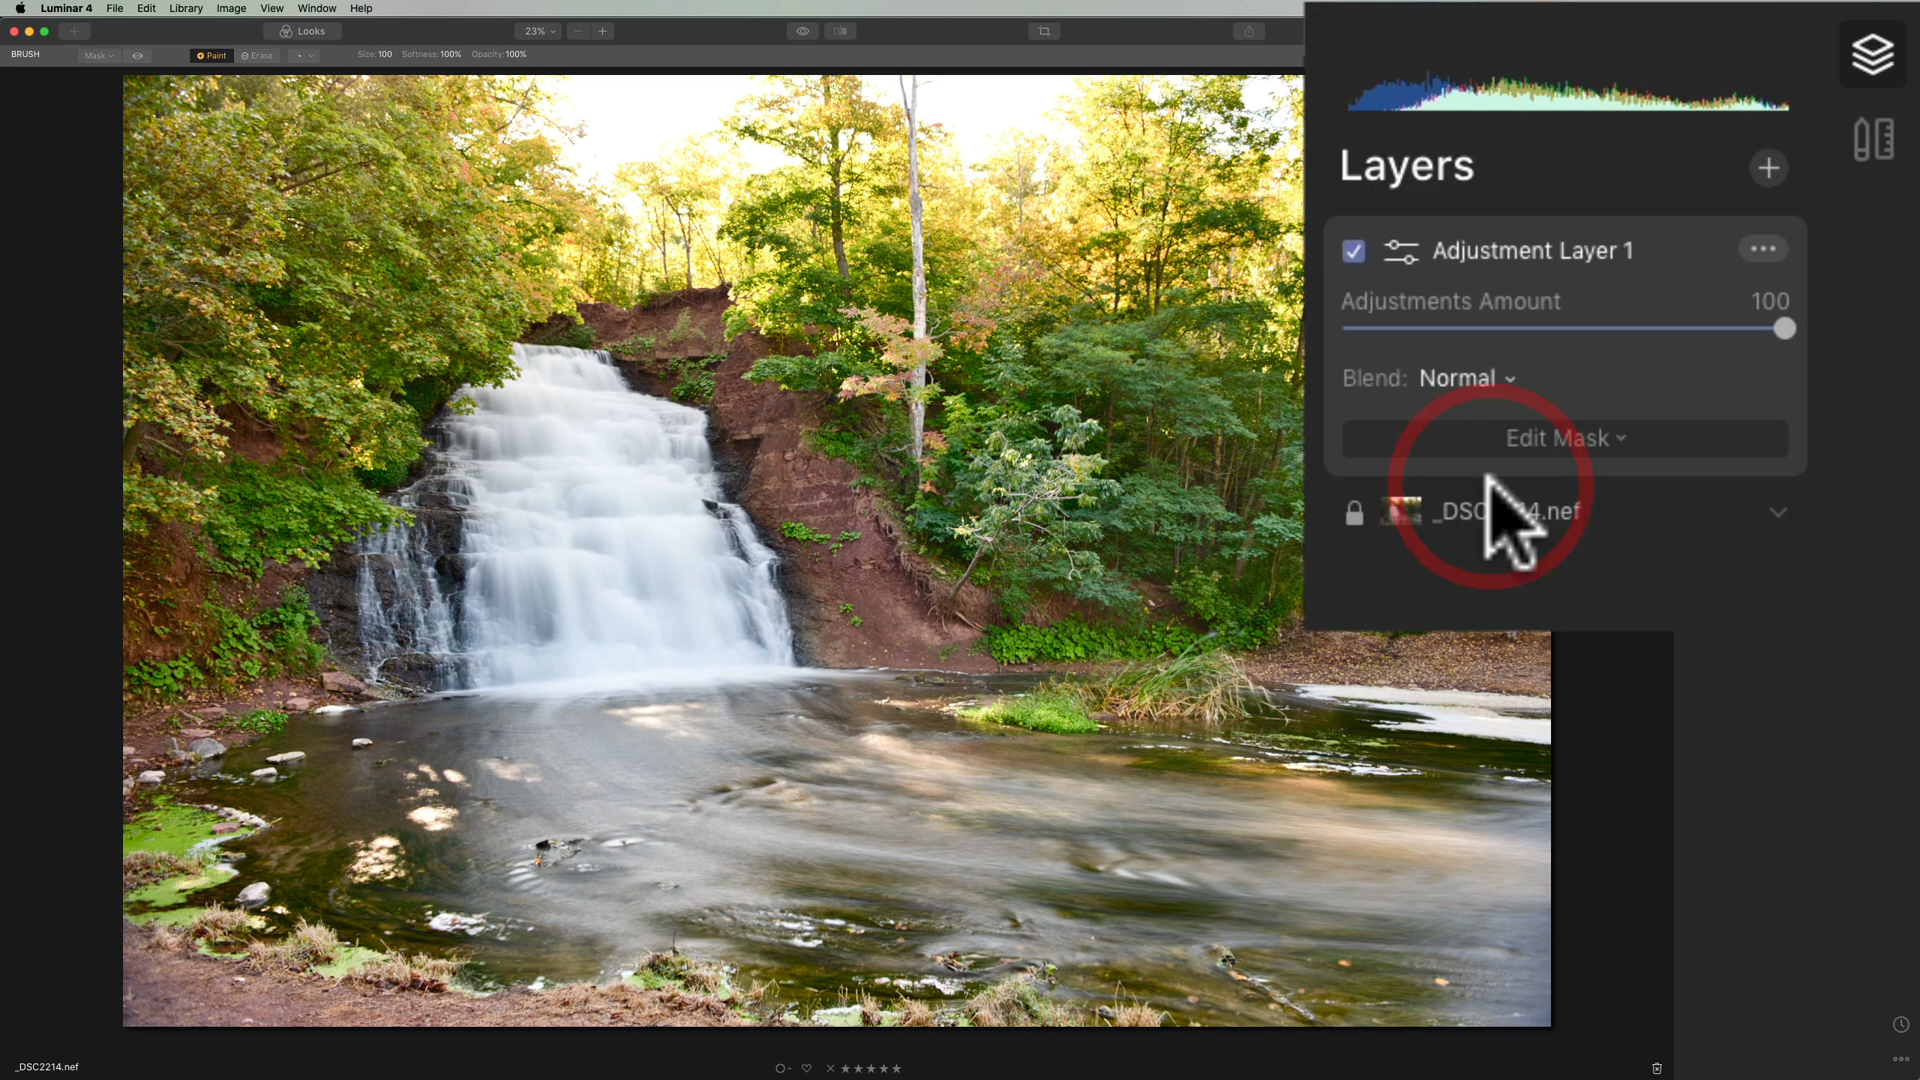 Luminar 4 File Edit Library Image View Window Help
Looks 23%
BRUSH Mask Paint Erase Size: 100 Softness: 100% Opacity: 100%
Layers
Adjustment Layer 1
Adjustments Amount 100
Blend: Normal
Edit Mask
.nef
_DSC2214.nef